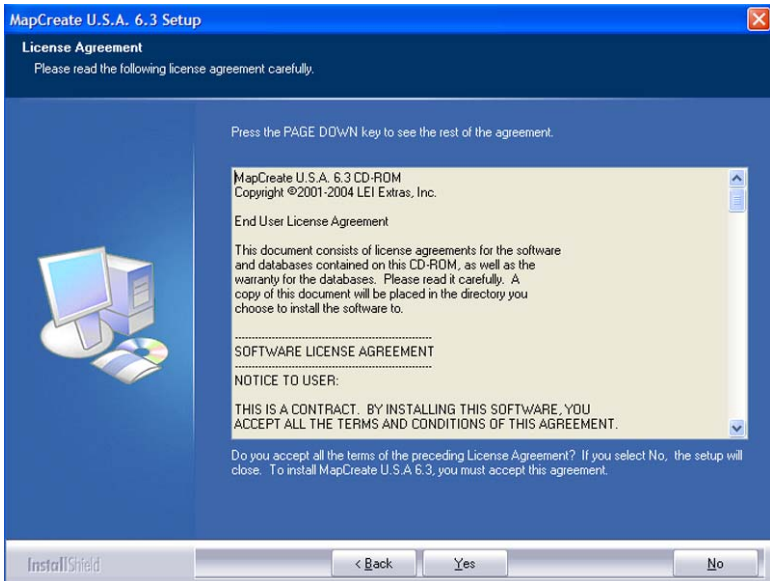 MapCreate U.S.A. 6.3 Setup
License Agreement
Please read the following license agreement carefully.
Press the PAGE DOWN key to see the rest of the agreement.
MapCreate U.S.A. 6.3 CD-ROM
Copyright ©2001-2004 LEI Extras, Inc.
End User License Agreement
This document consists of license agreements for the software
and databases contained on this CD-ROM, as well as the
warranty for the databases.  Please read it carefully.  A
copy of this document will be placed in the directory you
choose to install the software to.
SOFTWARE LICENSE AGREEMENT
NOTICE TO USER:
THIS IS A CONTRACT.  BY INSTALLING THIS SOFTWARE, YOU
ACCEPT ALL THE TERMS AND CONDITIONS OF THIS AGREEMENT.
Do you accept all the terms of the preceding License Agreement?  If you select No,  the setup will
close.  To install MapCreate U.S.A 6.3, you must accept this agreement.
InstallShield
< Back
Yes
No